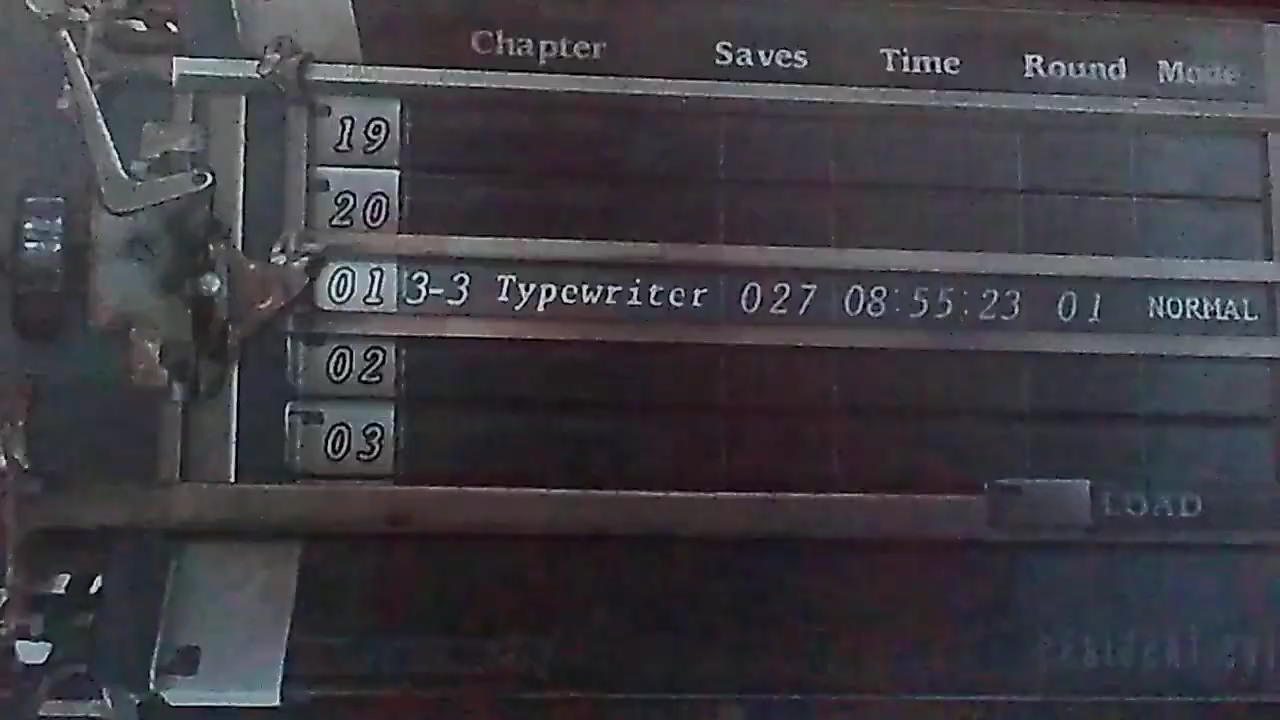 Chapter Saves Time Round Mode
19
20
01 3-3 Typewriter 027 08:55:23 01 NORMAL
02
03
LOAD